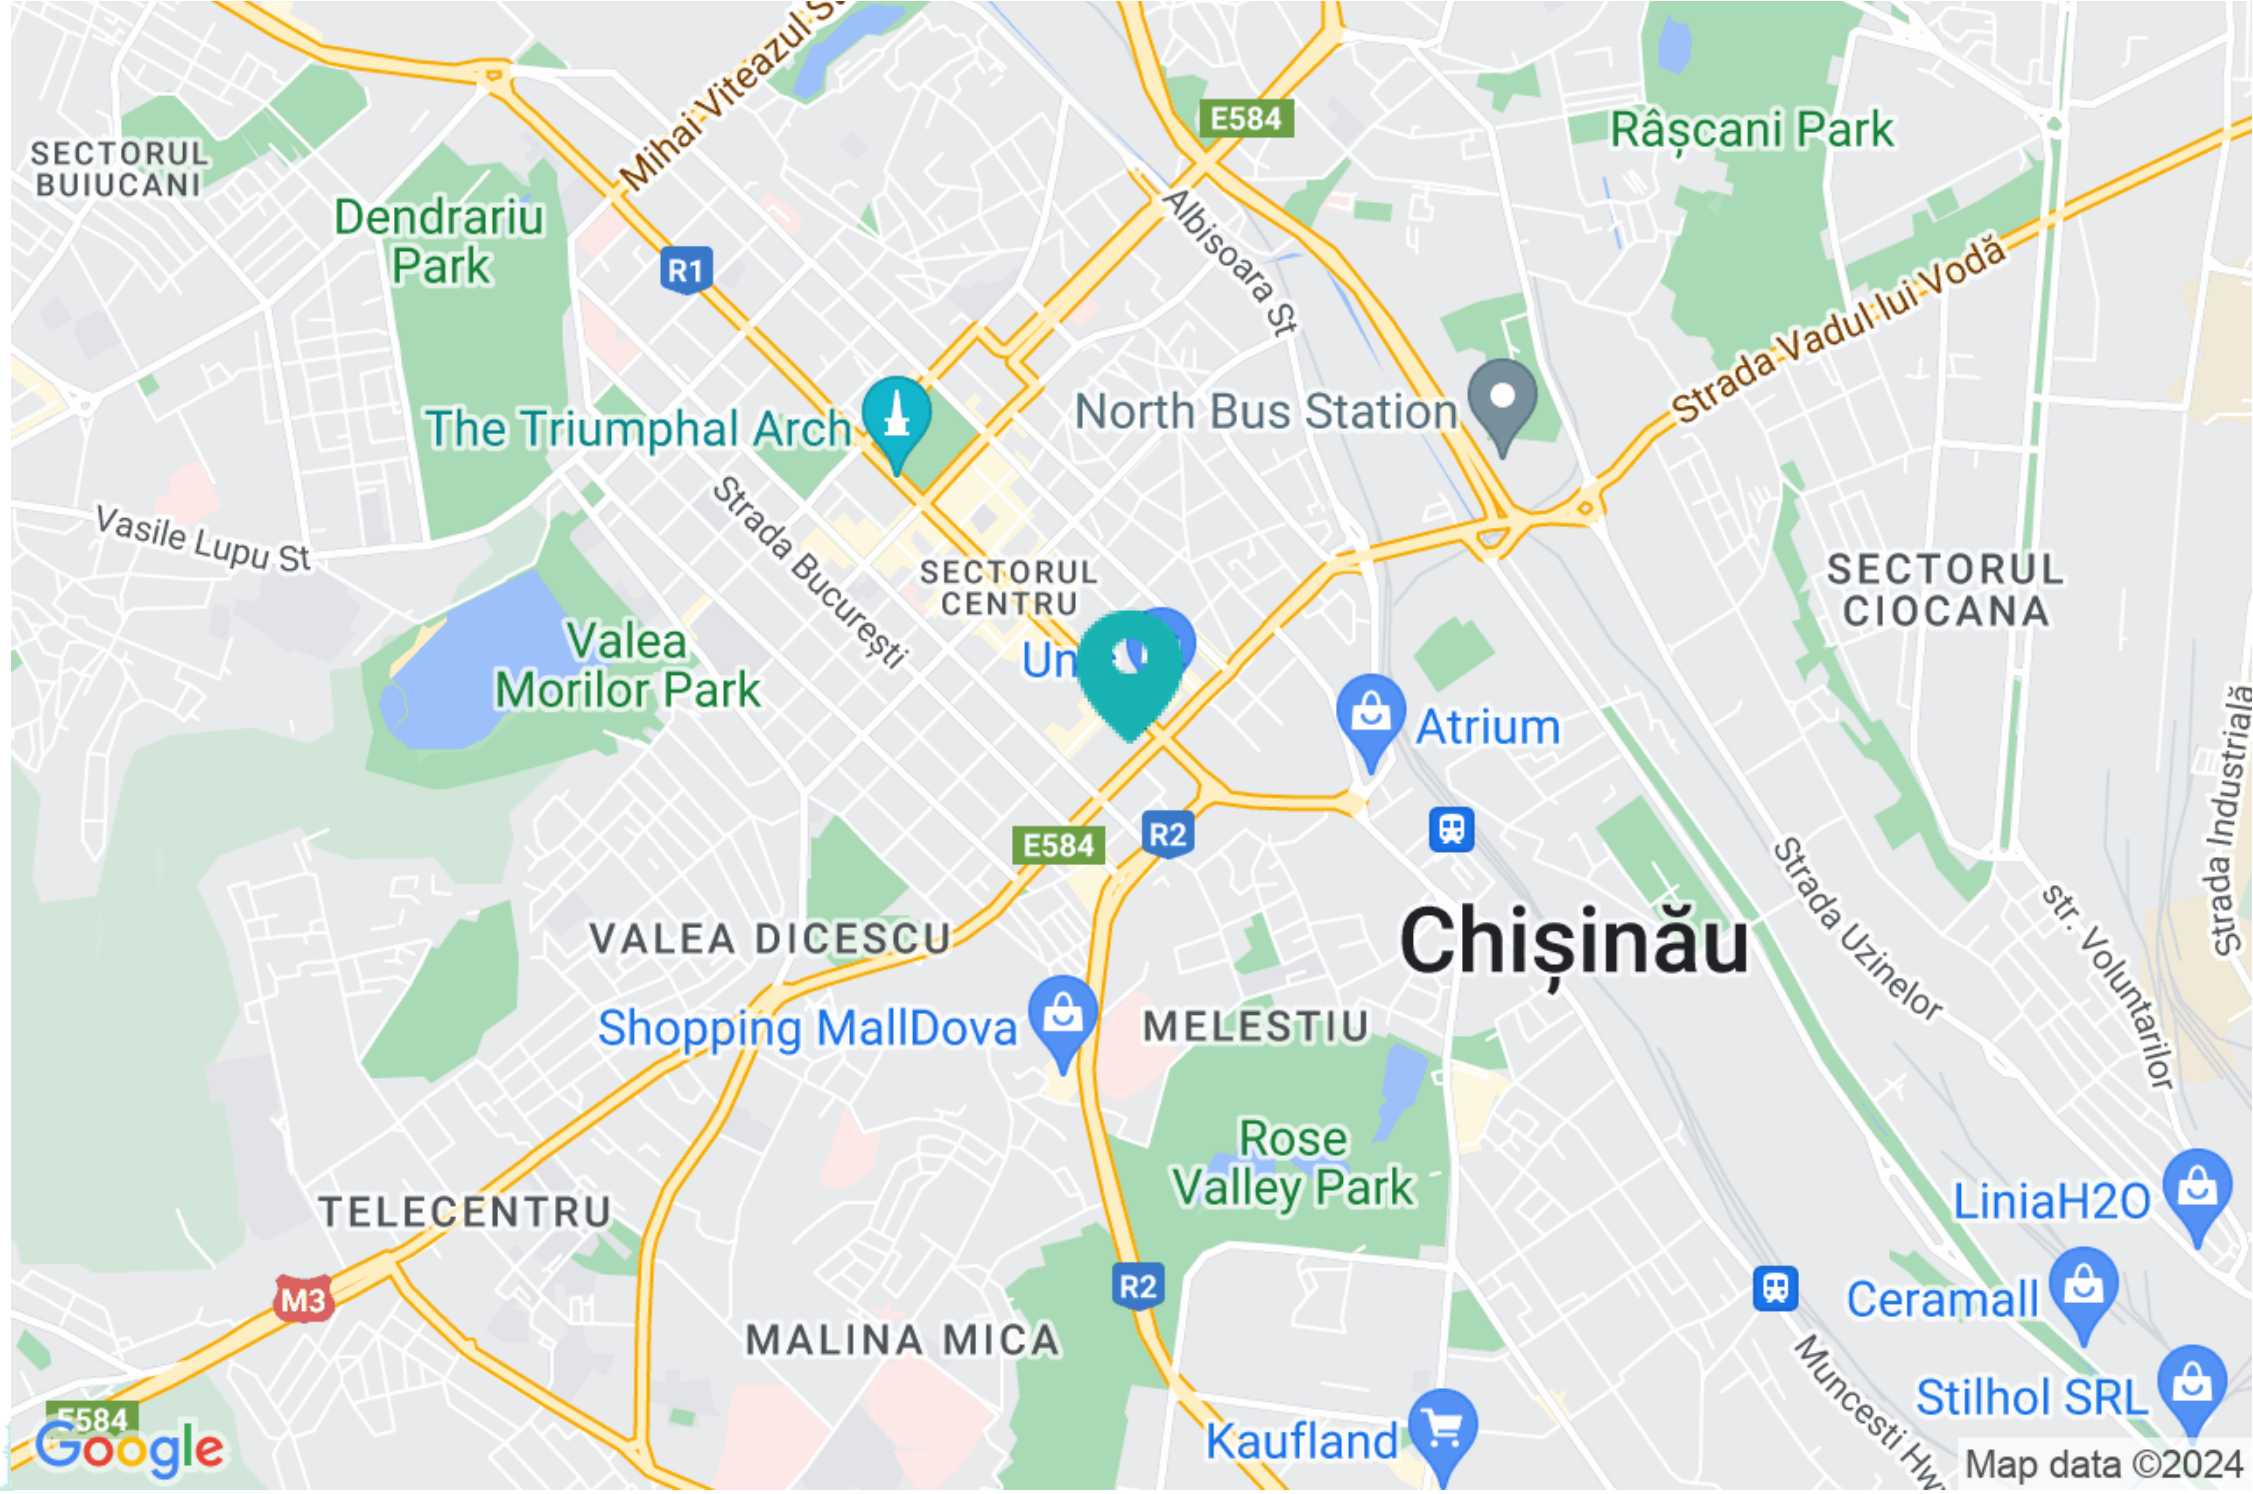 Mihai Viteazul
E584
Râșcani Park
SECTORUL
BUIUCANI
Dendrariu
Park
R1
Albisoara St
Strada Vadul lui Vodă
The Triumphal Arch
North Bus Station
Vasile Lupu St
Strada București
SECTORUL
CENTRU
SECTORUL
CIOCANA
Valea
Morilor Park
Atrium
Strada Industrială
E584
R2
VALEA DICESCU
Chișinău
Strada Uzinelor
str. Voluntarilor
Shopping MallDova
MELESTIU
Rose
Valley Park
TELECENTRU
LiniaH2O
M3
R2
Ceramall
MALINA MICA
Muncesti
Stilhol SRL
E584
Google
Kaufland
Map data ©2024